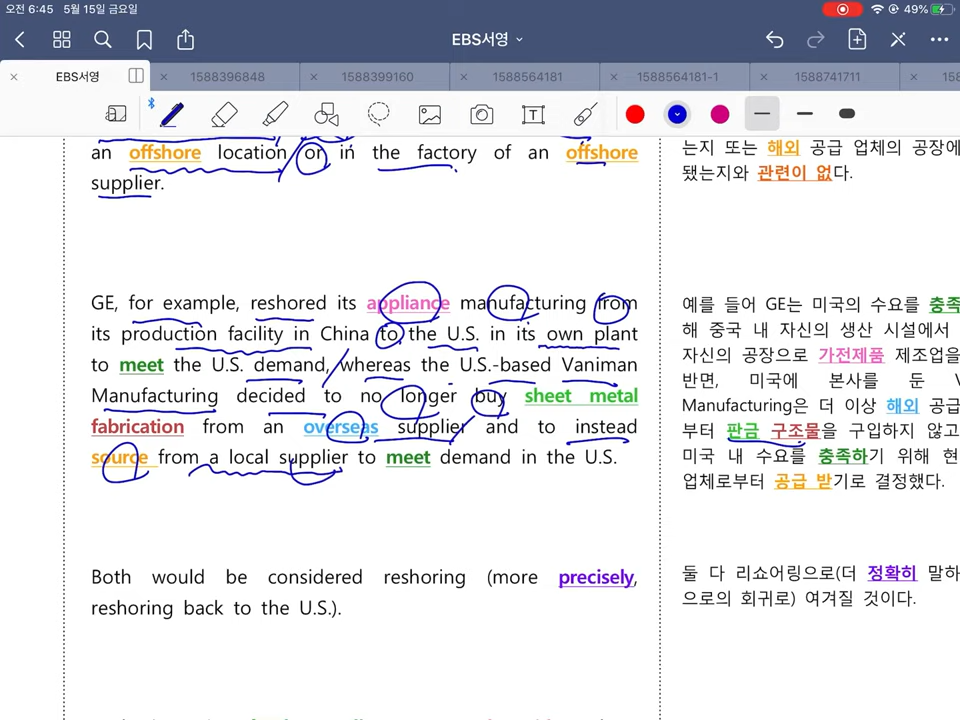 오전 6:45 5월 15일 금요일
49%
EBS서영
EBS서영
1588396848
1588399160
1588564181
1588564181-1
1588741711
an offshore location or in the factory of an offshore
supplier.
GE, for example, reshored its appliance manufacturing from
its production facility in China to the U.S. in its own plant
to meet the U.S. demand, whereas the U.S.-based Vaniman
Manufacturing decided to no longer buy sheet metal
fabrication from an overseas supplier and to instead
source from a local supplier to meet demand in the U.S.
Both would be considered reshoring (more precisely,
reshoring back to the U.S.).
는지 또는 해외 공급 업체의 공장에
됐는지와 관련이 없다.
예를 들어 GE는 미국의 수요를 충족
해 중국 내 자신의 생산 시설에서
자신의 공장으로 가전제품 제조업을
반면, 미국에 본사를 둔 V
Manufacturing은 더 이상 해외 공급
부터 판금 구조물을 구입하지 않고
미국 내 수요를 충족하기 위해 현
업체로부터 공급 받기로 결정했다.
둘 다 리쇼어링으로(더 정확히 말하
으로의 회귀로) 여겨질 것이다.